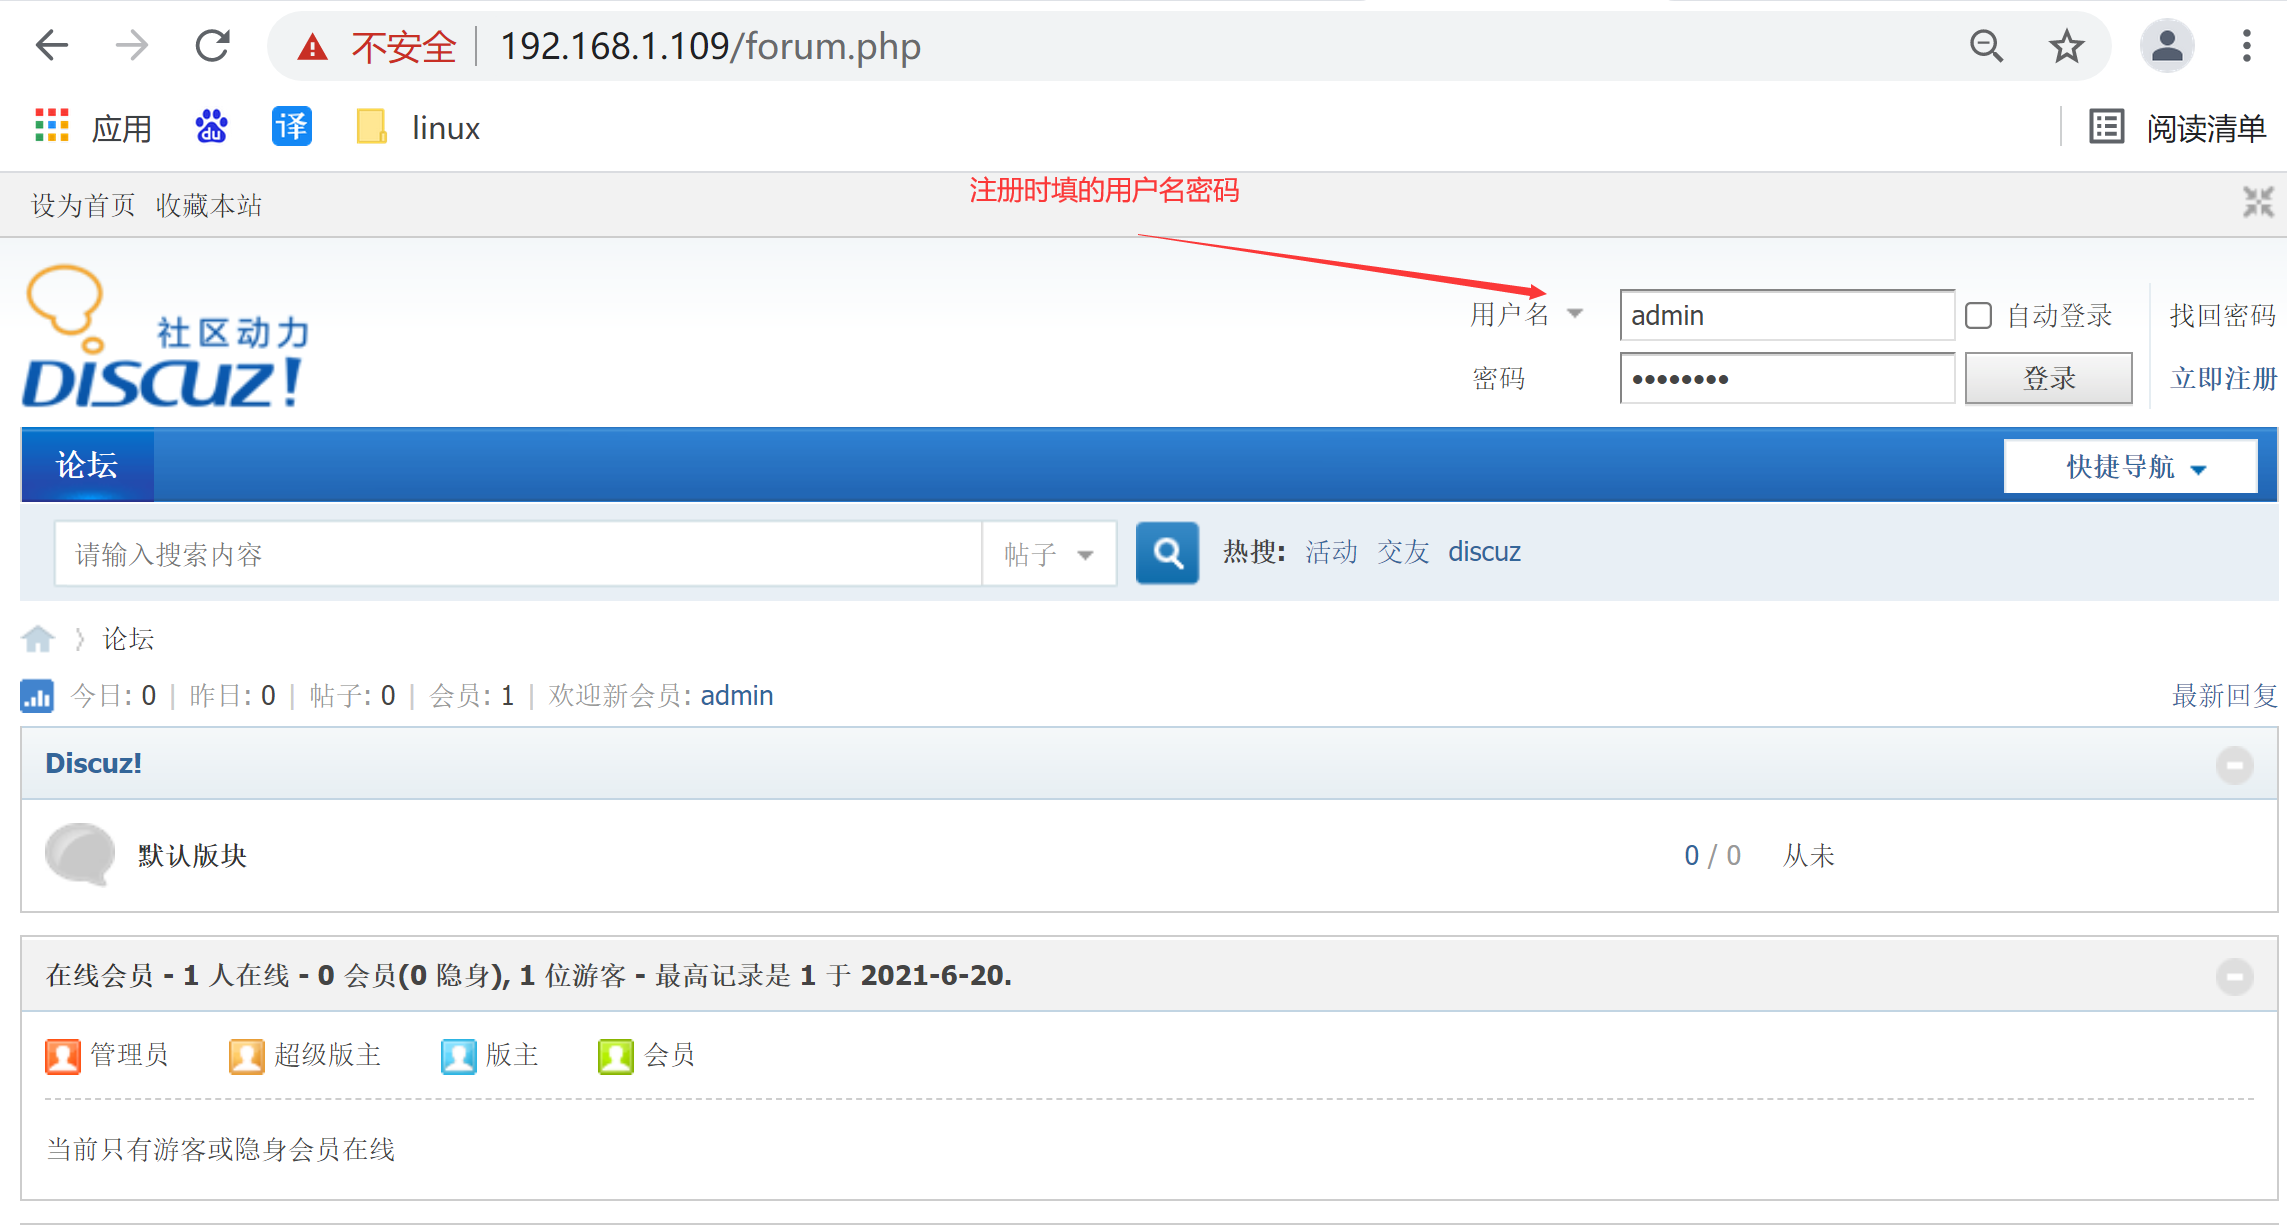 不安全 192.168.1.109/forum.php
应用 du 译 linux 阅读清单
注册时填的用户名密码
设为首页 收藏本站
社区动力
DISCUZ!
用户名 admin 自动登录 找回密码
密码 •••••••• 登录 立即注册
论坛 快捷导航
请输入搜索内容 帖子 热搜: 活动 交友 discuz
论坛
今日: 0 | 昨日: 0 | 帖子: 0 | 会员: 1 | 欢迎新会员: admin 最新回复
Discuz!
默认版块 0 / 0 从未
在线会员 - 1 人在线 - 0 会员(0 隐身), 1 位游客 - 最高记录是 1 于 2021-6-20.
管理员 超级版主 版主 会员
当前只有游客或隐身会员在线